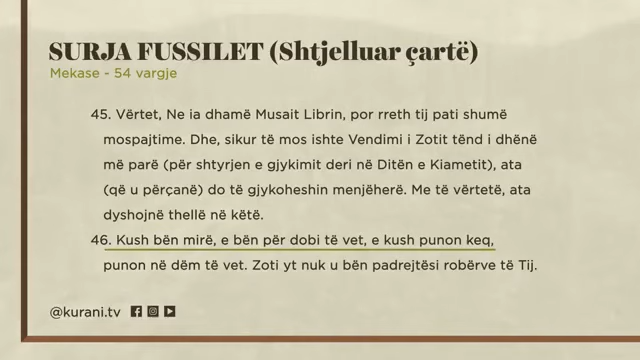 SURJA FUSSILET (Shtjelluar çartë)
Mekase - 54 vargje
45. Vërtet, Ne ia dhamë Musait Librin, por rreth tij pati shumë
mospajtime. Dhe, sikur të mos ishte Vendimi i Zotit tënd i dhënë
më parë (për shtyrjen e gjykimit deri në Ditën e Kiametit), ata
(që u përçanë) do të gjykoheshin menjëherë. Me të vërtetë, ata
dyshojnë thellë në këtë.
46. Kush bën mirë, e bën për dobi të vet, e kush punon keq,
punon në dëm të vet. Zoti yt nuk u bën padrejtësi robërve të Tij.
@kurani.tv